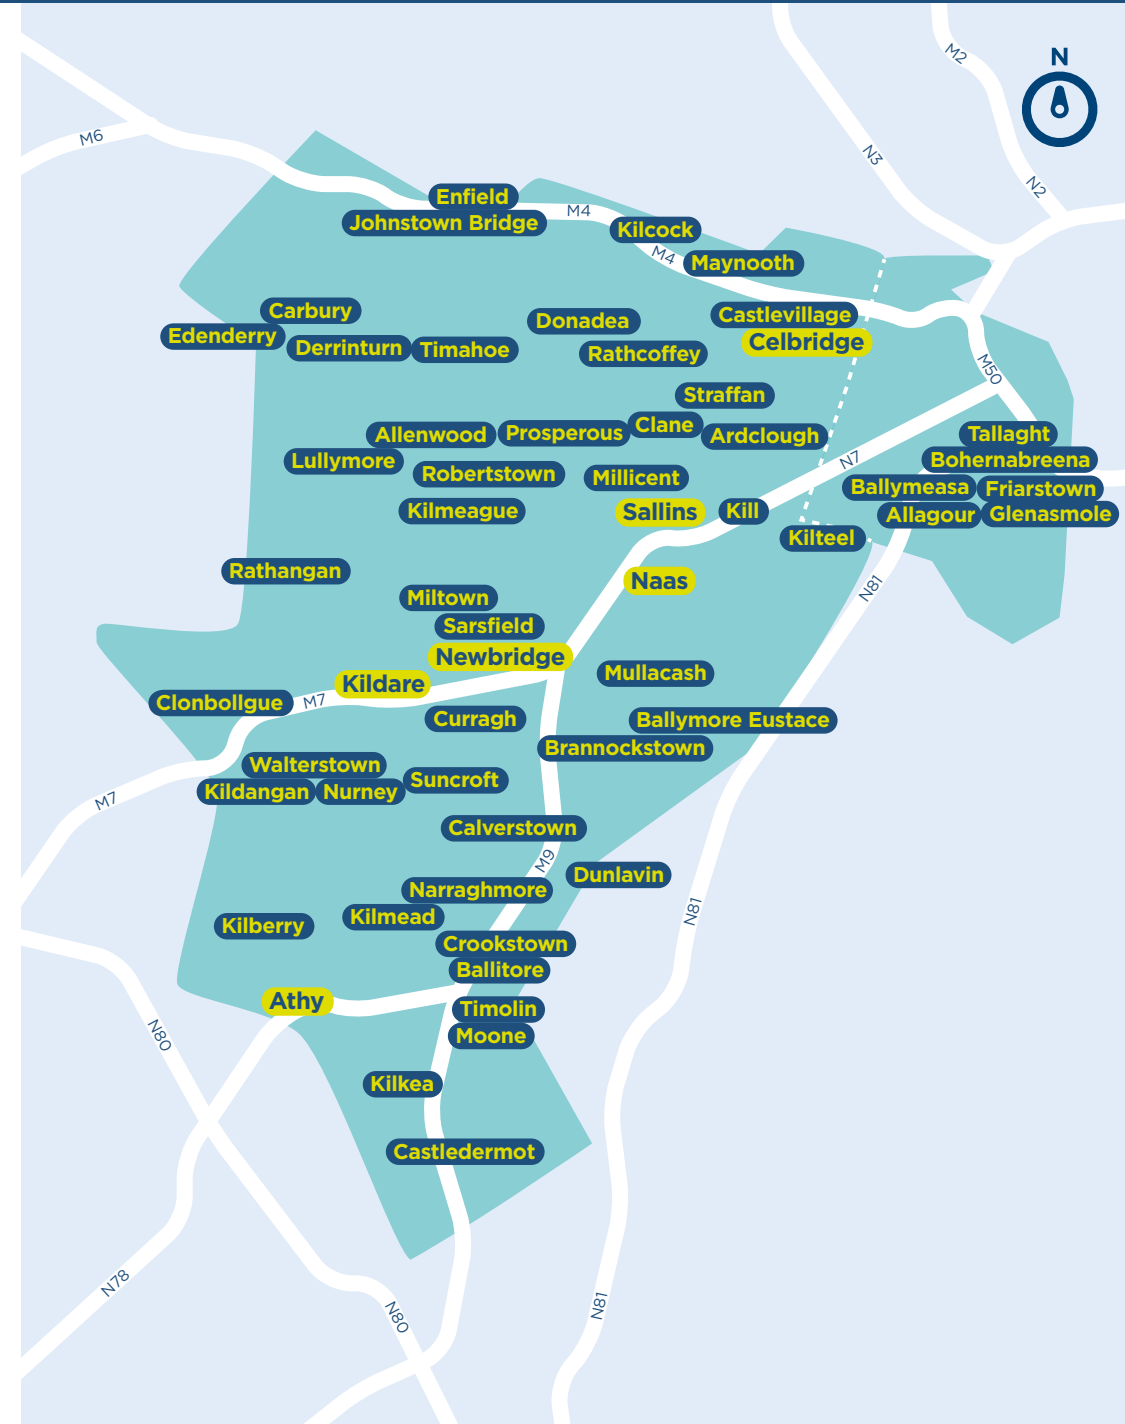 N
M2
M6
N3
N2
Enfield
M4
Johnstown Bridge
Kilcock
M4
Maynooth
Carbury
Castlevillage
Donadea
Edenderry
Celbridge
Derrinturn
Timahoe
Rathcoffey
M50
Straffan
Clane
Allenwood
Prosperous
Ardclough
Tallaght
Lullymore
N7
Bohernabreena
Robertstown
Millicent
Ballymeasa
Friarstown
Kilmeague
Sallins
Kill
Allagour
Glenasmole
Kilteel
Rathangan
Naas
N81
Miltown
Sarsfield
Newbridge
Mullacash
Kildare
Clonbollgue
M7
Curragh
Ballymore Eustace
Brannockstown
Walterstown
Suncroft
Kildangan
Nurney
M7
Calverstown
M9
Dunlavin
Narraghmore
Kilmead
N81
Kilberry
Crookstown
Ballitore
Athy
Timolin
N80
Moone
Kilkea
Castledermot
N78
N81
N80